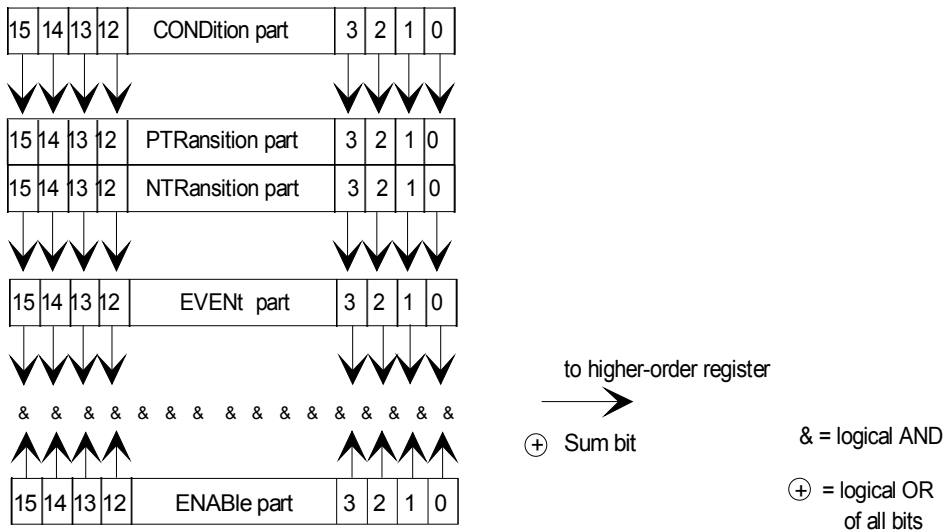 15 14 13 12 CONDition part 3 2 1 0
15 14 13 12 PTRansition part 3 2 1 0
15 14 13 12 NTRansition part 3 2 1 0
15 14 13 12 EVENt part 3 2 1 0
to higher-order register
& & & & & & & & & & & & & & & &
⊕ Sum bit
& = logical AND
15 14 13 12 ENABle part 3 2 1 0
⊕ = logical OR
of all bits